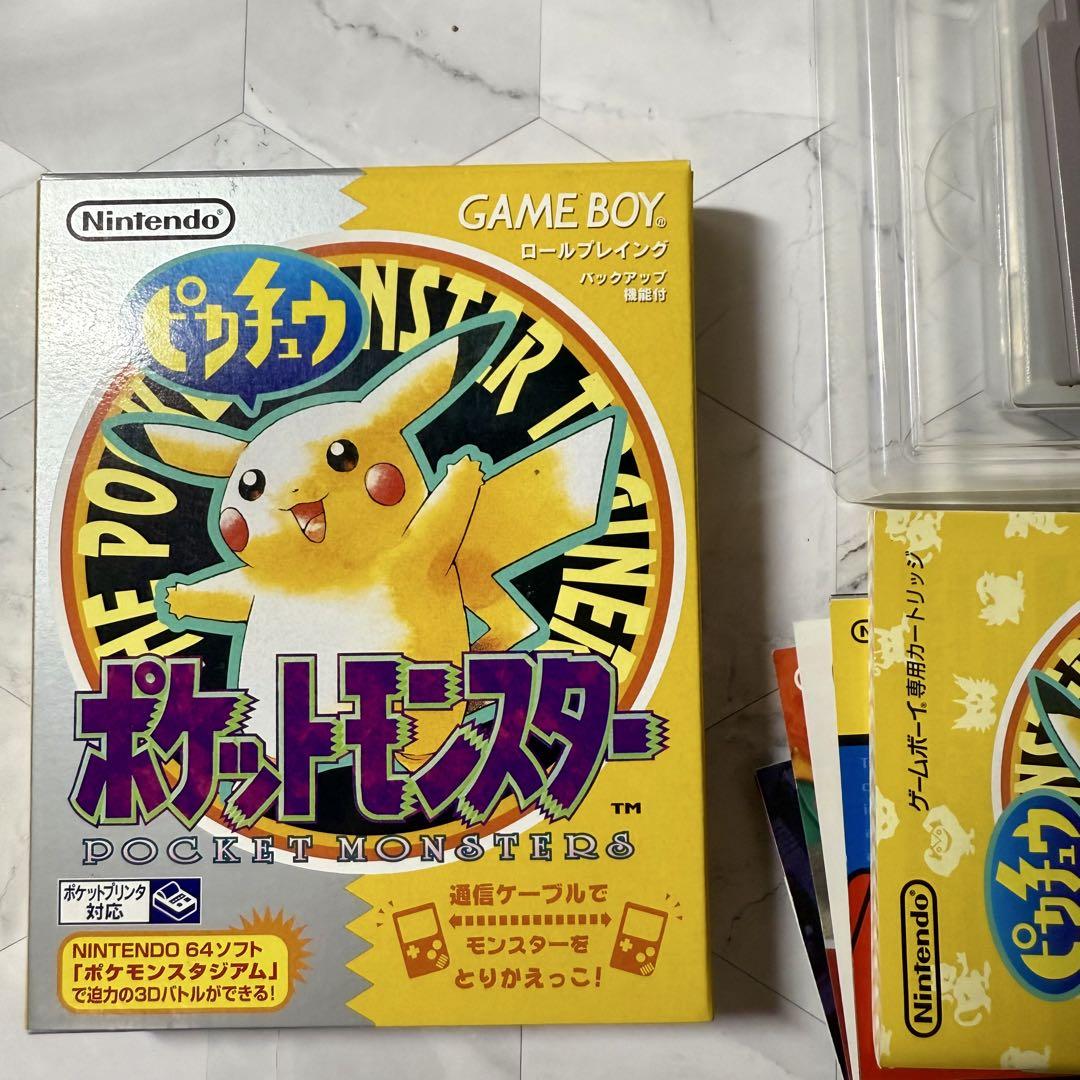 Nintendo®
GAME BOY®
ロールプレイング
バックアップ
機能付
ピカチュウ
ポケットモンスター
TM
POCKET MONSTERS
ポケットプリンタ
対応
NINTENDO 64ソフト
「ポケモンスタジアム」
で迫力の3Dバトルができる!
通信ケーブルで
モンスターを
とりかえっこ!
ゲームボーイ®専用カートリッジ
Nintendo®
ピカチュウ